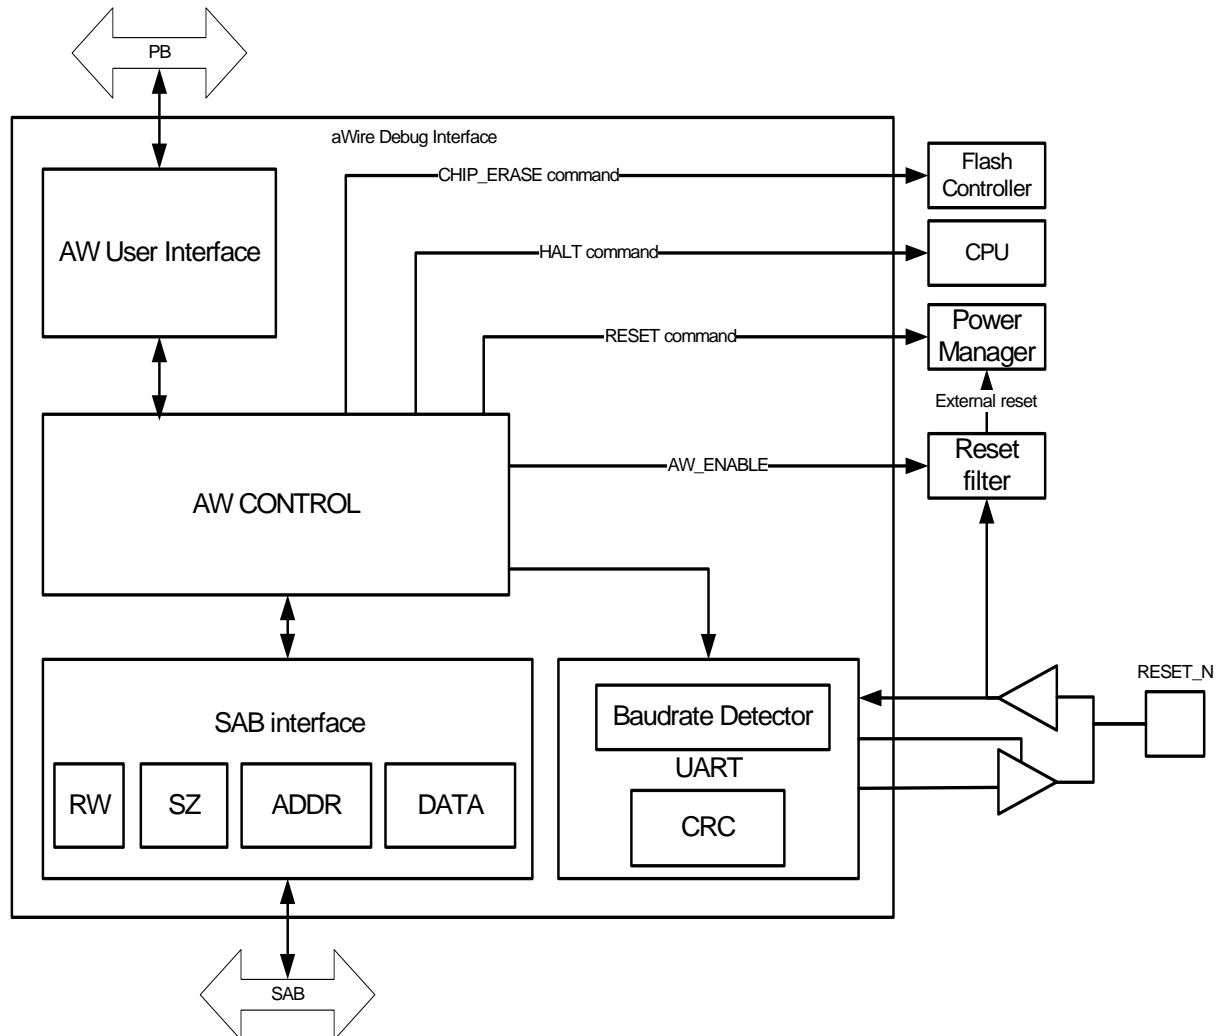 PB
aWire Debug Interface
CHIP_ERASE command
Flash
Controller
AW User Interface
HALT command
CPU
RESET command
Power
Manager
External reset
AW CONTROL
AW_ENABLE
Reset
filter
RESET_N
SAB interface
Baudrate Detector
UART
RW
SZ
ADDR
DATA
CRC
SAB